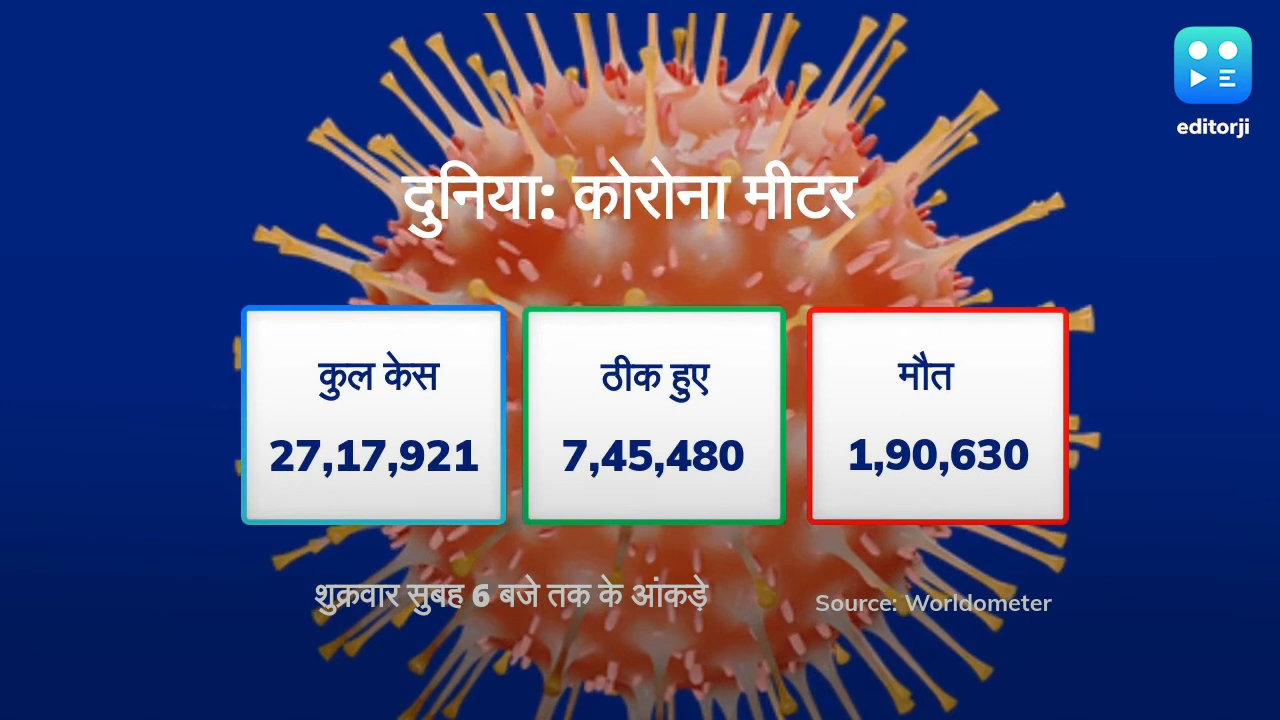 editorji
दुनिया: कोरोना मीटर
कुल केस
27,17,921
ठीक हुए
7,45,480
मौत
1,90,630
शुक्रवार सुबह 6 बजे तक के आंकड़े
Source: Worldometer